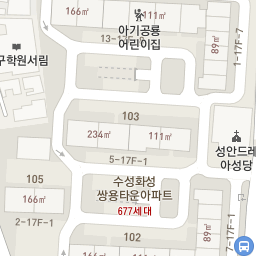 166㎡
111㎡
아기공룡
어린이집
89㎡
13-17F-
1-17F-7
구학원서림
103
234㎡
111㎡
성안드레
아성당
5-17F-1
105
수성화성
쌍용타운아파트
166㎡
677세대
89㎡
2-17F-1
102
-17F-1